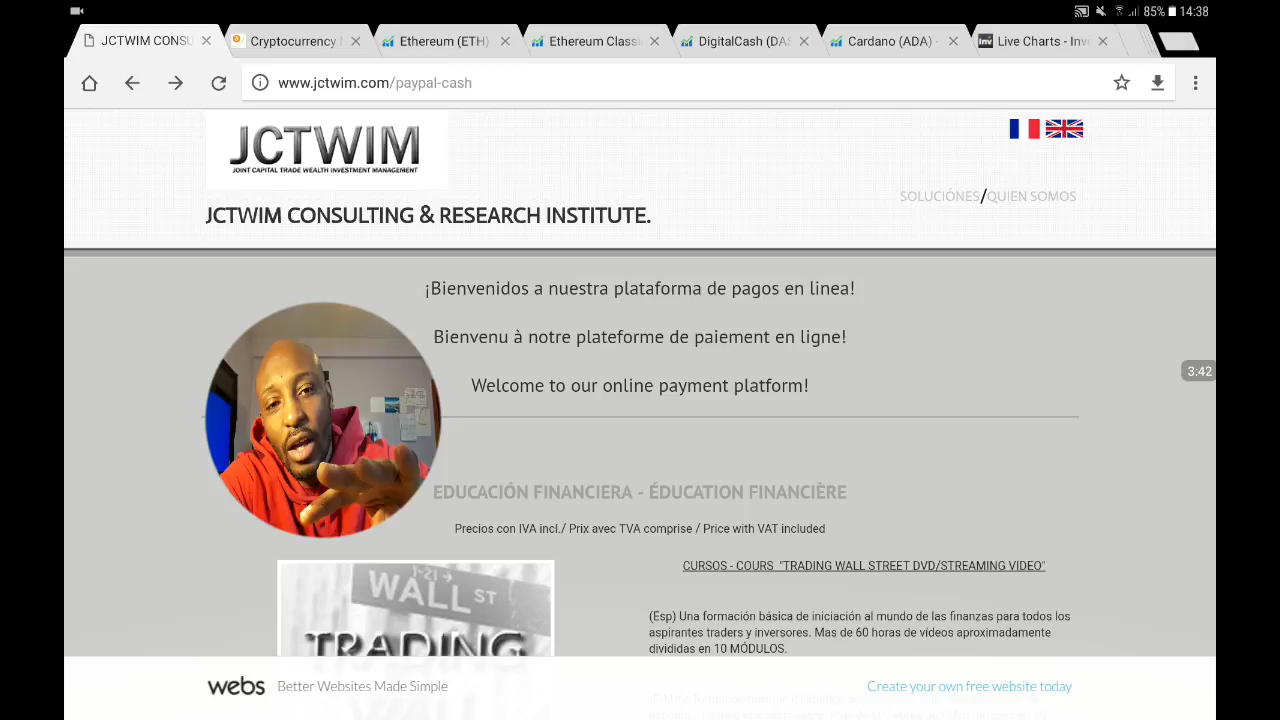 85% 14:38
JCTWIM CONSU
Cryptocurrency
Ethereum (ETH)
Ethereum Classi
DigitalCash (DAS
Cardano (ADA) -
Live Charts - Inve
www.jctwim.com/paypal-cash
JCTWIM
JOINT CAPITAL TRADE WEALTH INVESTMENT MANAGEMENT
SOLUCIÓNES/QUIEN SOMOS
JCTWIM CONSULTING & RESEARCH INSTITUTE.
¡Bienvenidos a nuestra plataforma de pagos en linea!
Bienvenu à notre plateforme de paiement en ligne!
3:42
Welcome to our online payment platform!
EDUCACIÓN FINANCIERA - ÉDUCATION FINANCIÈRE
Precios con IVA incl./ Prix avec TVA comprise / Price with VAT included
CURSOS - COURS "TRADING WALL STREET DVD/STREAMING VIDEO"
1-21
WALL ST
TRADING
(Esp) Una formación básica de iniciación al mundo de las finanzas para todos los
aspirantes traders y inversores. Mas de 60 horas de vídeos aproximadamente
divididas en 10 MÓDULOS.
webs Better Websites Made Simple
Create your own free website today
WALL